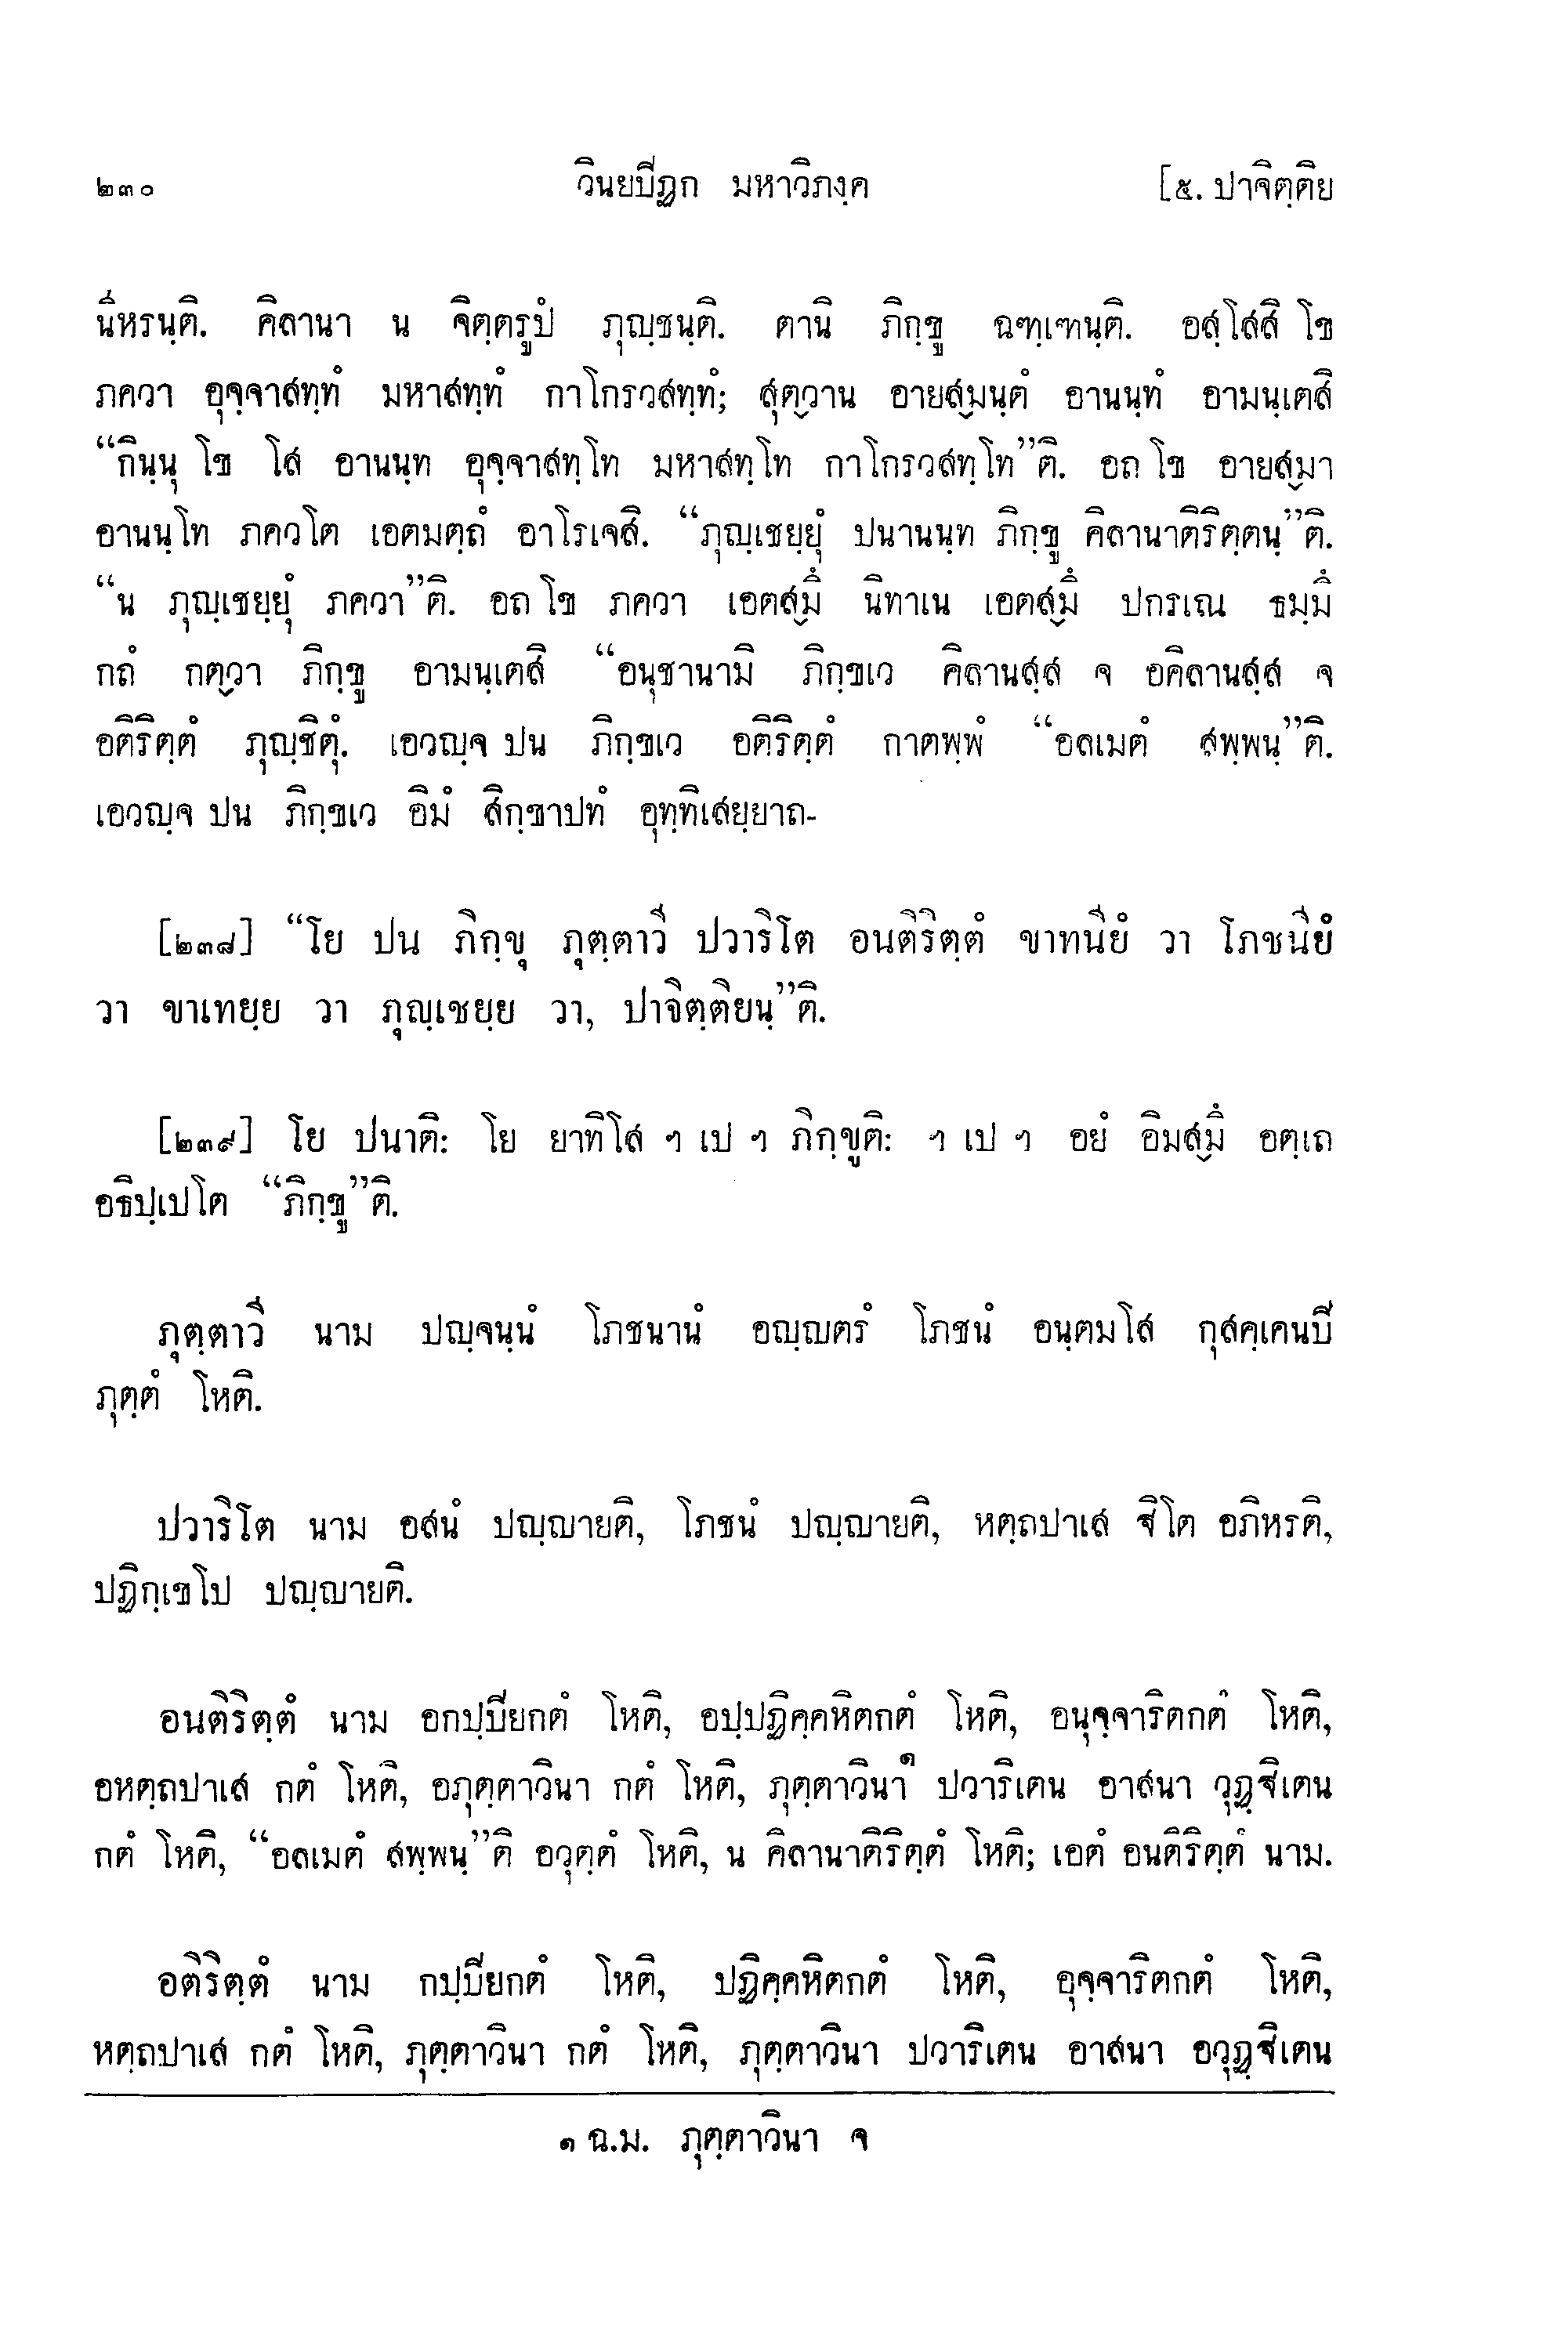 ๒๓๐ วินยปิฏก มหาวิภงฺค [๕. ปาจิตฺติย
นีหรนฺติ. คิลานา น จิตฺตรูปํ ภุญฺชนฺติ. ตานิ ภิกฺขู ฉฑฺเฑนฺติ. อสฺโสสิ โข
ภควา อุจฺจาสทฺทํ มหาสทฺทํ กาโกรวสทฺทํ; สุตฺวาน อายสฺมนฺตํ อานนฺทํ อามนฺเตสิ
“กินฺนุ โข โส อานนฺท อุจฺจาสทฺโท มหาสทฺโท กาโกรวสทฺโท”ติ. อถ โข อายสฺมา
อานนฺโท ภควโต เอตมตฺถํ อาโรเจสิ. “ภุญฺเชยฺยุํ ปนานนฺท ภิกฺขู คิลานาติริตฺตนฺ”ติ.
“น ภุญฺเชยฺยุํ ภควา”ติ. อถ โข ภควา เอตสฺมึ นิทาเน เอตสฺมึ ปกรเณ ธมฺมึ
กถํ กตฺวา ภิกฺขู อามนฺเตสิ “อนุชานามิ ภิกฺขเว คิลานสฺส จ อคิลานสฺส จ
อติริตฺตํ ภุญฺชิตุํ. เอวญฺจ ปน ภิกฺขเว อติริตฺตํ กาตพฺพํ “อลเมตํ สพฺพนฺ”ติ.
เอวญฺจ ปน ภิกฺขเว อิมํ สิกฺขาปทํ อุทฺทิเสยฺยาถ-
[๒๓๘] “โย ปน ภิกฺขุ ภุตฺตาวี ปวาริโต อนติริตฺตํ ขาทนียํ วา โภชนียํ
วา ขาเทยฺย วา ภุญฺเชยฺย วา, ปาจิตฺติยนฺ”ติ.
[๒๓๙] โย ปนาติ: โย ยาทิโส ฯ เป ฯ ภิกฺขูติ: ฯ เป ฯ อยํ อิมสฺมึ อตฺเถ
อธิปฺเปโต “ภิกฺขู”ติ.
ภุตฺตาวี นาม ปญฺจนฺนํ โภชนานํ อญฺญตรํ โภชนํ อนฺตมโส กุสคฺเคนปิ
ภุตฺตํ โหติ.
ปวาริโต นาม อสนํ ปญฺญายติ, โภชนํ ปญฺญายติ, หตฺถปาเส ฐิโต อภิหรติ,
ปฏิกฺเขโป ปญฺญายติ.
อนติริตฺตํ นาม อกปฺปิยกตํ โหติ, อปฺปฏิคฺคหิตกตํ โหติ, อนุจฺจาริตกตํ โหติ,
อหตฺถปาเส กตํ โหติ, อภุตฺตาวินา กตํ โหติ, ภุตฺตาวินา๑ ปวาริเตน อาสนา วุฏฺฐิเตน
กตํ โหติ, “อลเมตํ สพฺพนฺ”ติ อวุตฺตํ โหติ, น คิลานาติริตฺตํ โหติ; เอตํ อนติริตฺตํ นาม.
อติริตฺตํ นาม กปฺปิยกตํ โหติ, ปฏิคฺคหิตกตํ โหติ, อุจฺจาริตกตํ โหติ,
หตฺถปาเส กตํ โหติ, ภุตฺตาวินา กตํ โหติ, ภุตฺตาวินา ปวาริเตน อาสนา อวุฏฺฐิเตน
๑ ฉ.ม. ภุตฺตาวินา จ